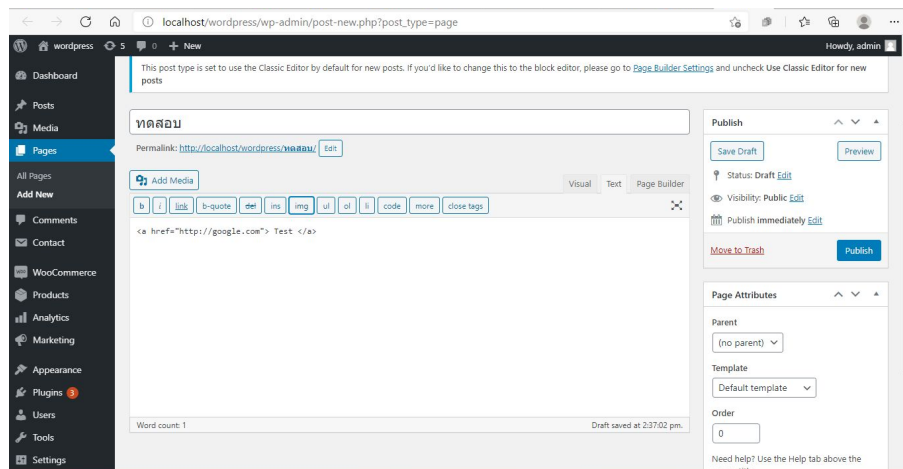 localhost/wordpress/wp-admin/post-new.php?post_type=page
wordpress 5 0 + New Howdy, admin
Dashboard
Posts
Media
Pages
All Pages
Add New
Comments
Contact
WooCommerce
Products
Analytics
Marketing
Appearance
Plugins 3
Users
Tools
Settings
This post type is set to use the Classic Editor by default for new posts. If you'd like to change this to the block editor, please go to Page Builder Settings and uncheck Use Classic Editor for new
posts
ทดสอบ
Permalink: http://localhost/wordpress/ทดสอบ/ Edit
Add Media
Visual Text Page Builder
b i link b-quote del ins img ul ol li code more close tags
<a href="http://google.com"> Test </a>
Word count: 1 Draft saved at 2:37:02 pm.
Publish
Save Draft Preview
Status: Draft Edit
Visibility: Public Edit
Publish immediately Edit
Move to Trash Publish
Page Attributes
Parent
(no parent)
Template
Default template
Order
0
Need help? Use the Help tab above the